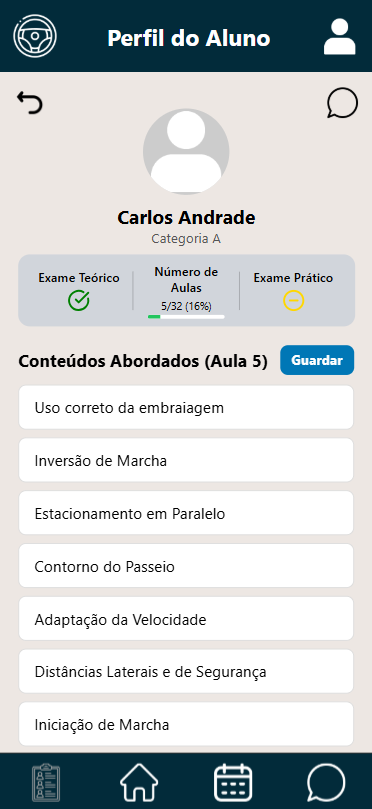 Perfil do Aluno
Carlos Andrade
Categoria A
Exame Teórico
Número de
Aulas
5/32 (16%)
Exame Prático
Conteúdos Abordados (Aula 5)
Guardar
Uso correto da embraiagem
Inversão de Marcha
Estacionamento em Paralelo
Contorno do Passeio
Adaptação da Velocidade
Distâncias Laterais e de Segurança
Iniciação de Marcha